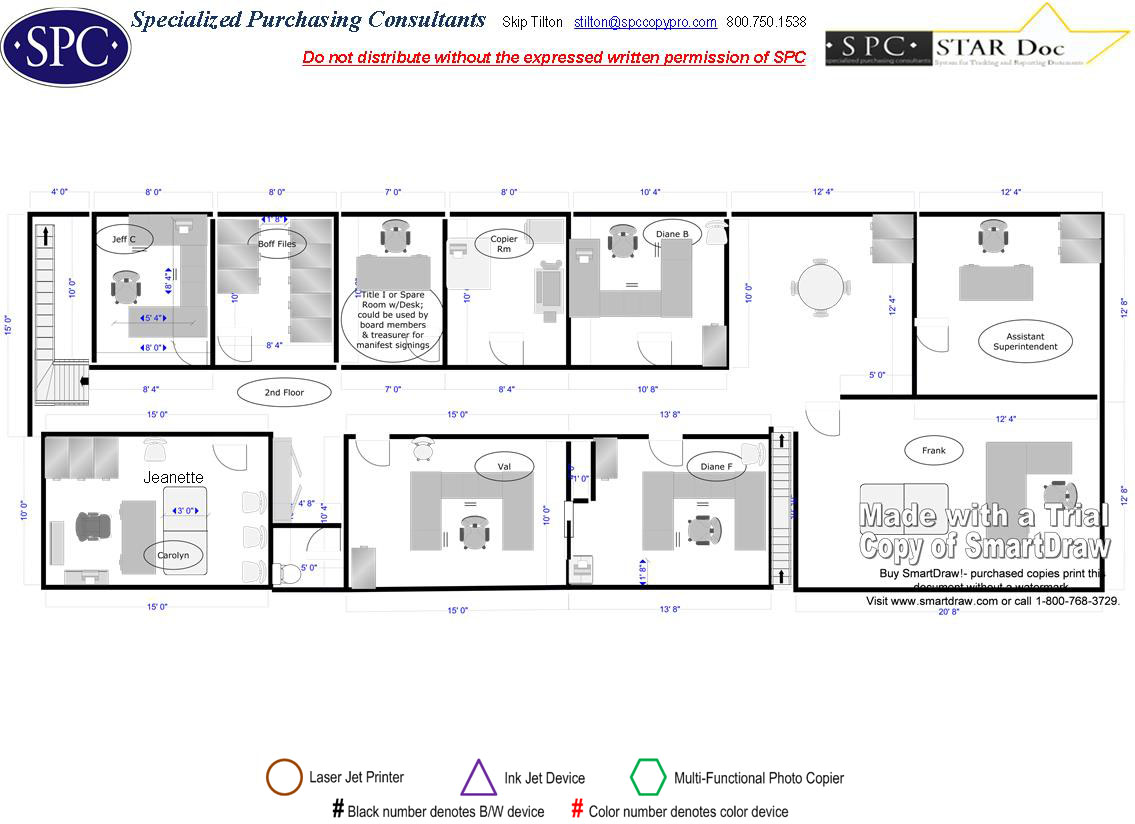 SPC
Specialized Purchasing Consultants Skip Tilton stilton@spccopypro.com 800.750.1538
Do not distribute without the expressed written permission of SPC
·SPC·
specialized purchasing consultants
STAR Doc
System for Tracking and Reporting Documents
4' 0" 8' 0" 8' 0" 7' 0" 8' 0" 10' 4" 12' 4" 12' 4"
1' 8"
Jeff C
Boff Files
Copier
Rm
Diane B
15' 0"
10' 0"
8' 4"
5' 4"
8' 0"
10'
8' 4"
Title I or Spare
Room w/Desk;
could be used by
board members
& treasurer for
manifest signings
10'
10'
10' 0"
12' 4"
5' 0"
Assistant
Superintendent
12' 8"
8' 4" 7' 0" 8' 4" 10' 8"
2nd Floor
15' 0" 15' 0" 13' 8" 12' 4"
Jeanette
Val
Diane F
Frank
10' 0"
3' 0"
Carolyn
4' 8"
10' 4"
5' 0"
10' 0"
1' 0"
1' 8"
12' 8"
Made with a Trial
Copy of SmartDraw
Buy SmartDraw!- purchased copies print this
document without a watermark.
Visit www.smartdraw.com or call 1-800-768-3729.
15' 0" 15' 0" 13' 8" 20' 8"
Laser Jet Printer Ink Jet Device Multi-Functional Photo Copier
# Black number denotes B/W device # Color number denotes color device